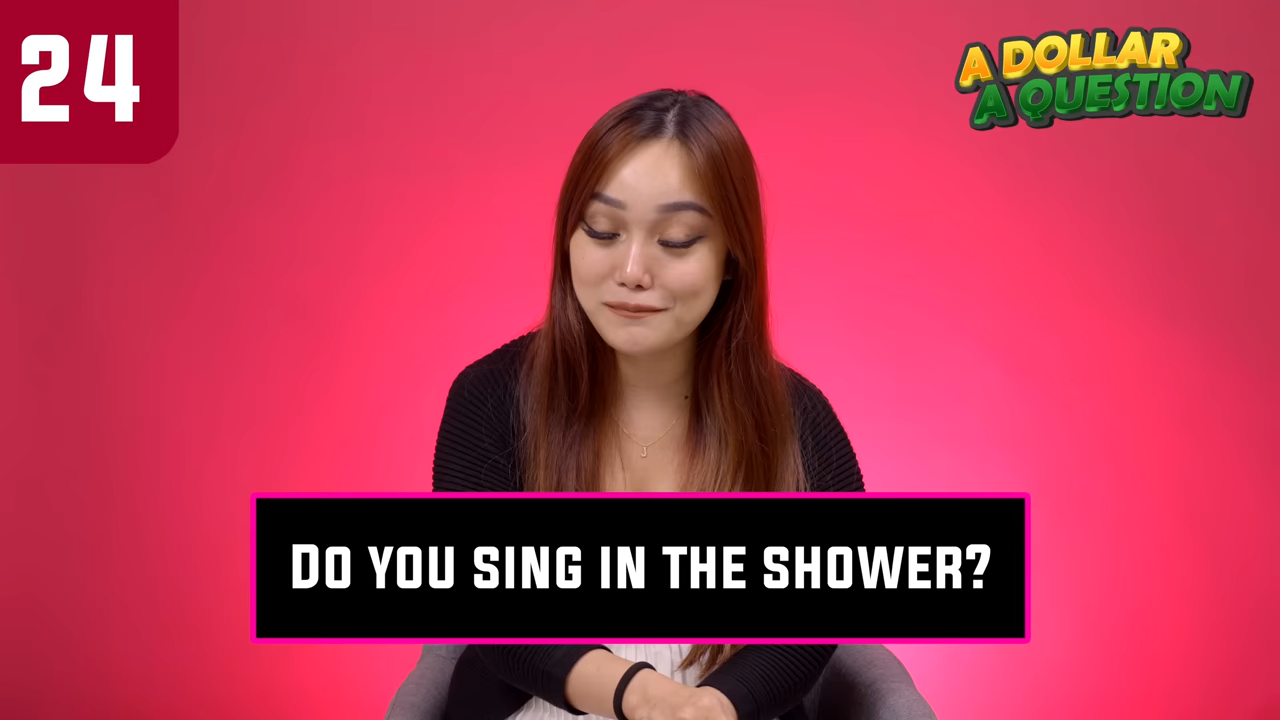 24
A DOLLAR
A QUESTION
J
DO YOU SING IN THE SHOWER?